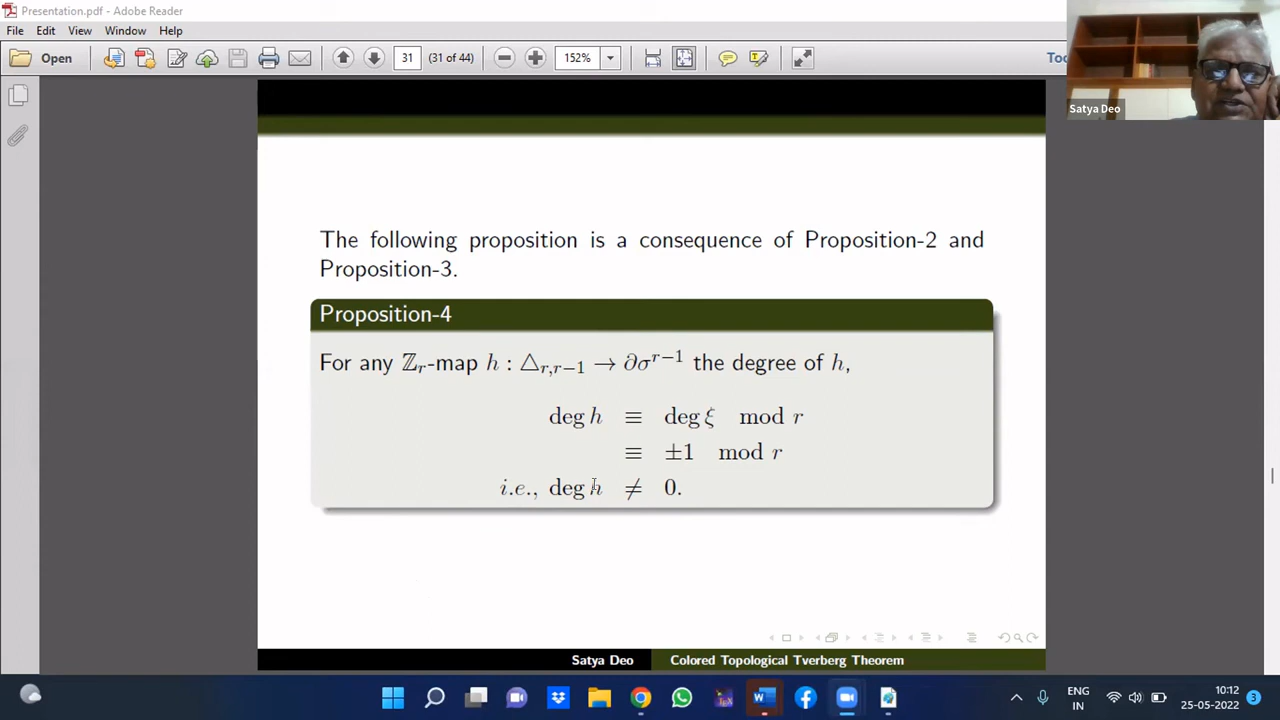 Presentation.pdf - Adobe Reader
File Edit View Window Help
Open 31 (31 of 44) 152% Too
Satya Deo
The following proposition is a consequence of Proposition-2 and
Proposition-3.
Proposition-4
For any ℤ_r-map h : △_{r,r−1} → ∂σ^{r−1} the degree of h,
deg h ≡ deg ξ mod r
≡ ±1 mod r
i.e., deg h ≠ 0.
Satya Deo Colored Topological Tverberg Theorem
ENG
IN
10:12
25-05-2022
3